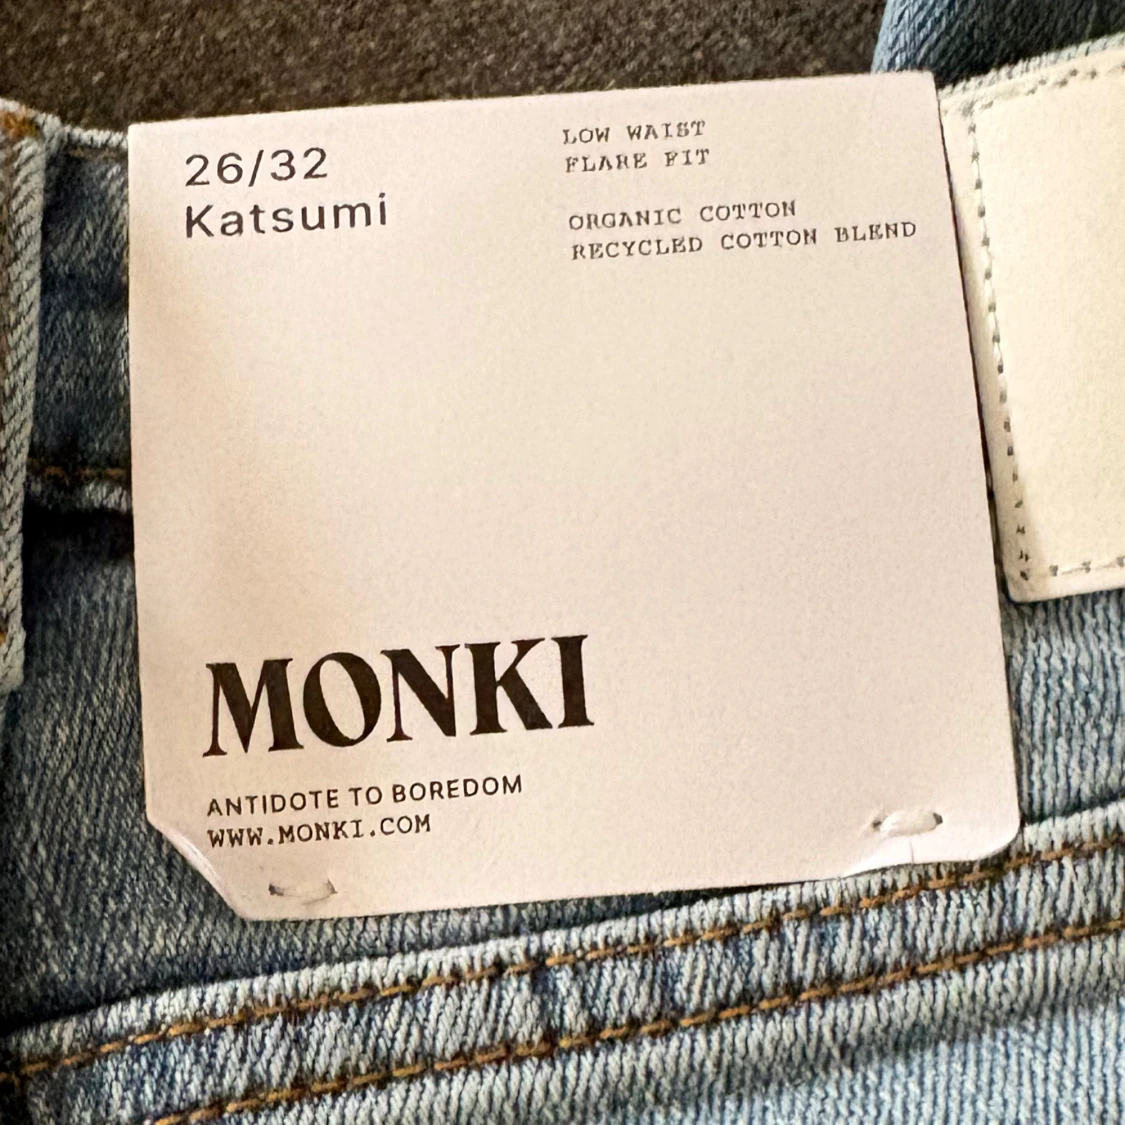 26/32
Katsumi
LOW WAIST
FLARE FIT
ORGANIC COTTON
RECYCLED COTTON BLEND
MONKI
ANTIDOTE TO BOREDOM
WWW.MONKI.COM